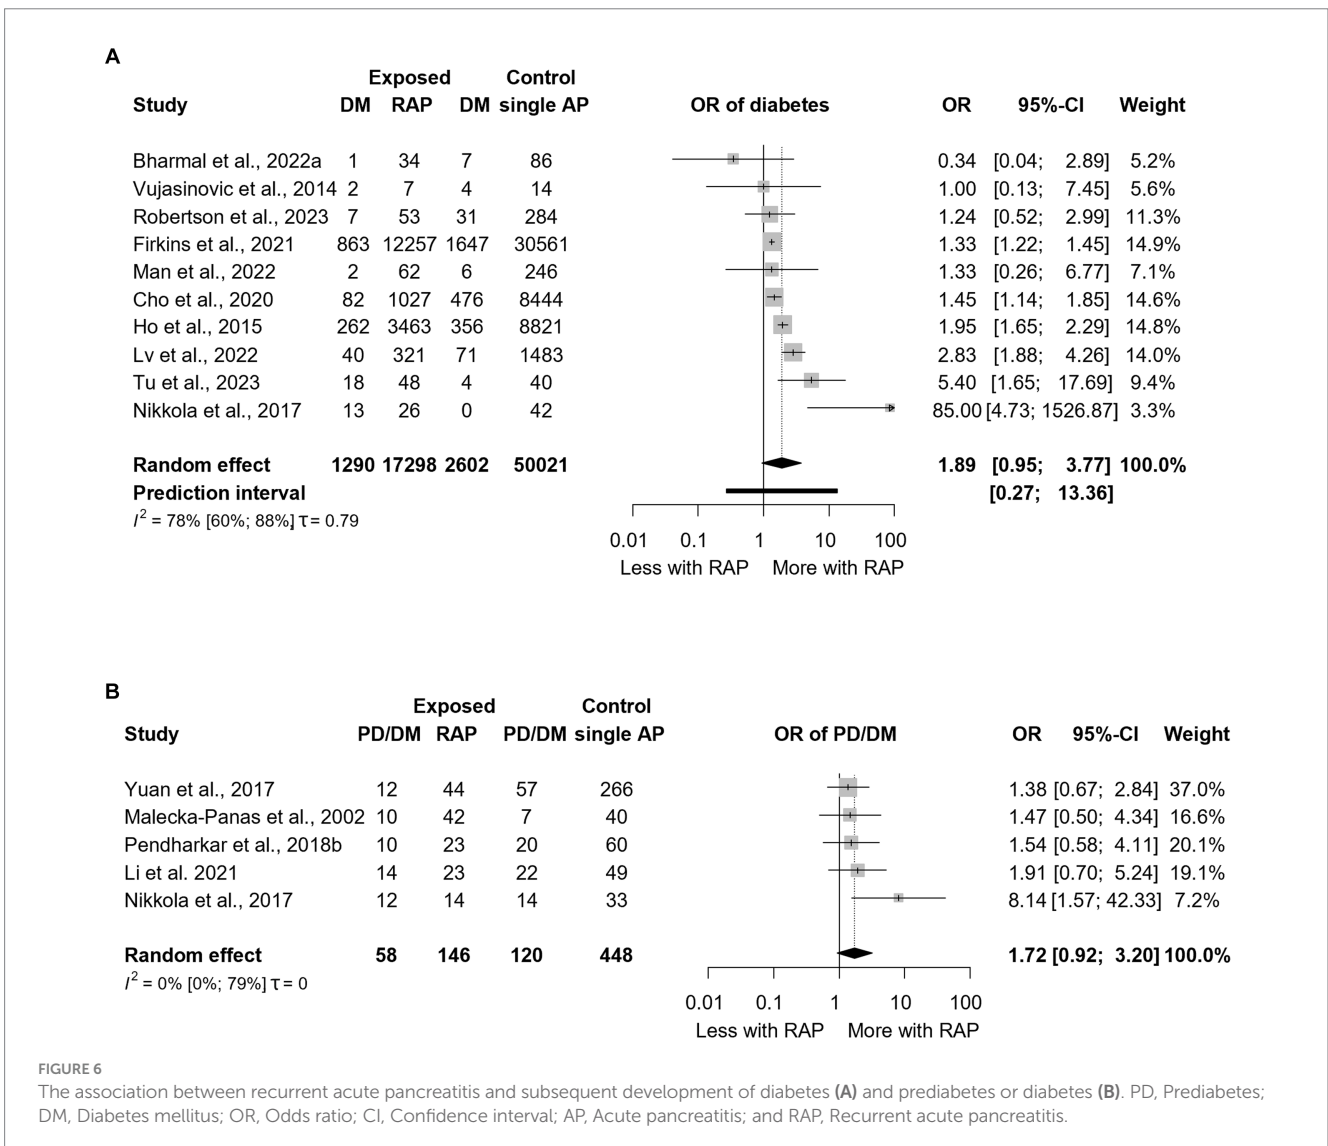 A
Exposed Control
Study DM RAP DM single AP OR of diabetes OR 95%-CI Weight
Bharmal et al., 2022a 1 34 7 86 0.34 [0.04; 2.89] 5.2%
Vujasinovic et al., 2014 2 7 4 14 1.00 [0.13; 7.45] 5.6%
Robertson et al., 2023 7 53 31 284 1.24 [0.52; 2.99] 11.3%
Firkins et al., 2021 863 12257 1647 30561 1.33 [1.22; 1.45] 14.9%
Man et al., 2022 2 62 6 246 1.33 [0.26; 6.77] 7.1%
Cho et al., 2020 82 1027 476 8444 1.45 [1.14; 1.85] 14.6%
Ho et al., 2015 262 3463 356 8821 1.95 [1.65; 2.29] 14.8%
Lv et al., 2022 40 321 71 1483 2.83 [1.88; 4.26] 14.0%
Tu et al., 2023 18 48 4 40 5.40 [1.65; 17.69] 9.4%
Nikkola et al., 2017 13 26 0 42 85.00 [4.73; 1526.87] 3.3%
Random effect 1290 17298 2602 50021 1.89 [0.95; 3.77] 100.0%
Prediction interval [0.27; 13.36]
I² = 78% [60%; 88%] τ = 0.79
0.01 0.1 1 10 100
Less with RAP More with RAP
B
Exposed Control
Study PD/DM RAP PD/DM single AP OR of PD/DM OR 95%-CI Weight
Yuan et al., 2017 12 44 57 266 1.38 [0.67; 2.84] 37.0%
Malecka-Panas et al., 2002 10 42 7 40 1.47 [0.50; 4.34] 16.6%
Pendharkar et al., 2018b 10 23 20 60 1.54 [0.58; 4.11] 20.1%
Li et al. 2021 14 23 22 49 1.91 [0.70; 5.24] 19.1%
Nikkola et al., 2017 12 14 14 33 8.14 [1.57; 42.33] 7.2%
Random effect 58 146 120 448 1.72 [0.92; 3.20] 100.0%
I² = 0% [0%; 79%] τ = 0
0.01 0.1 1 10 100
Less with RAP More with RAP
FIGURE 6
The association between recurrent acute pancreatitis and subsequent development of diabetes (A) and prediabetes or diabetes (B). PD, Prediabetes;
DM, Diabetes mellitus; OR, Odds ratio; CI, Confidence interval; AP, Acute pancreatitis; and RAP, Recurrent acute pancreatitis.